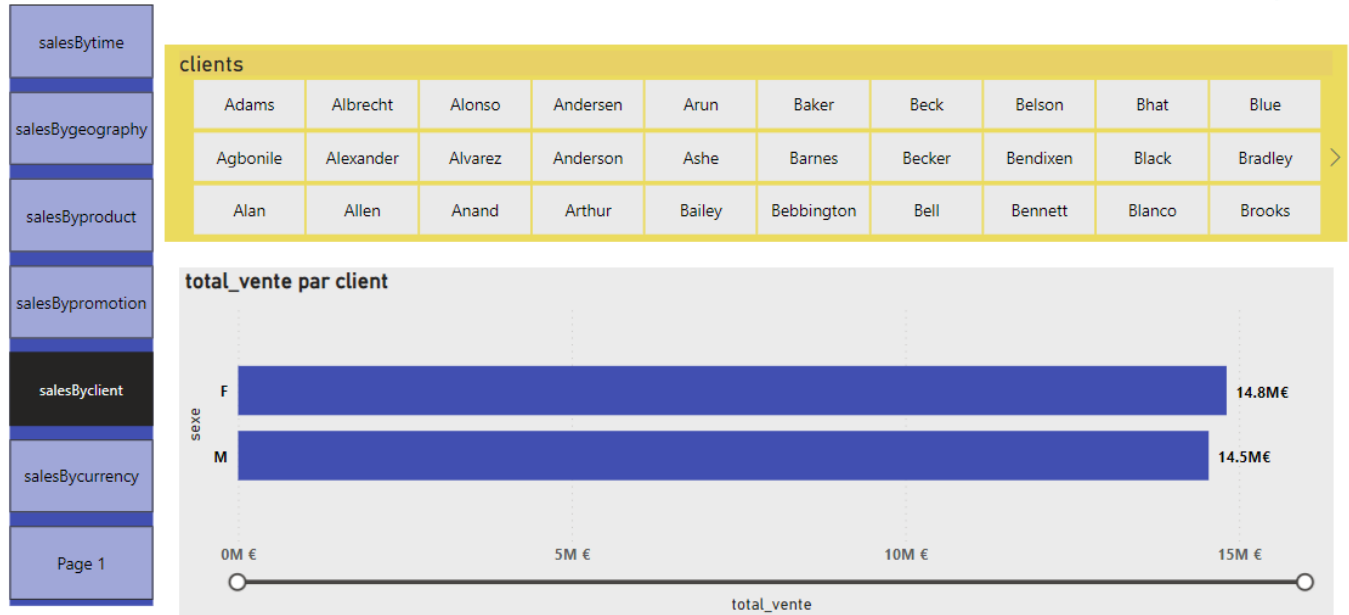 salesBytime
salesBygeography
salesByproduct
salesBypromotion
salesByclient
salesBycurrency
Page 1
clients
Adams Albrecht Alonso Andersen Arun Baker Beck Belson Bhat Blue
Agbonile Alexander Alvarez Anderson Ashe Barnes Becker Bendixen Black Bradley
Alan Allen Anand Arthur Bailey Bebbington Bell Bennett Blanco Brooks
total_vente par client
sexe
F 14.8M€
M 14.5M€
0M € 5M € 10M € 15M €
total_vente